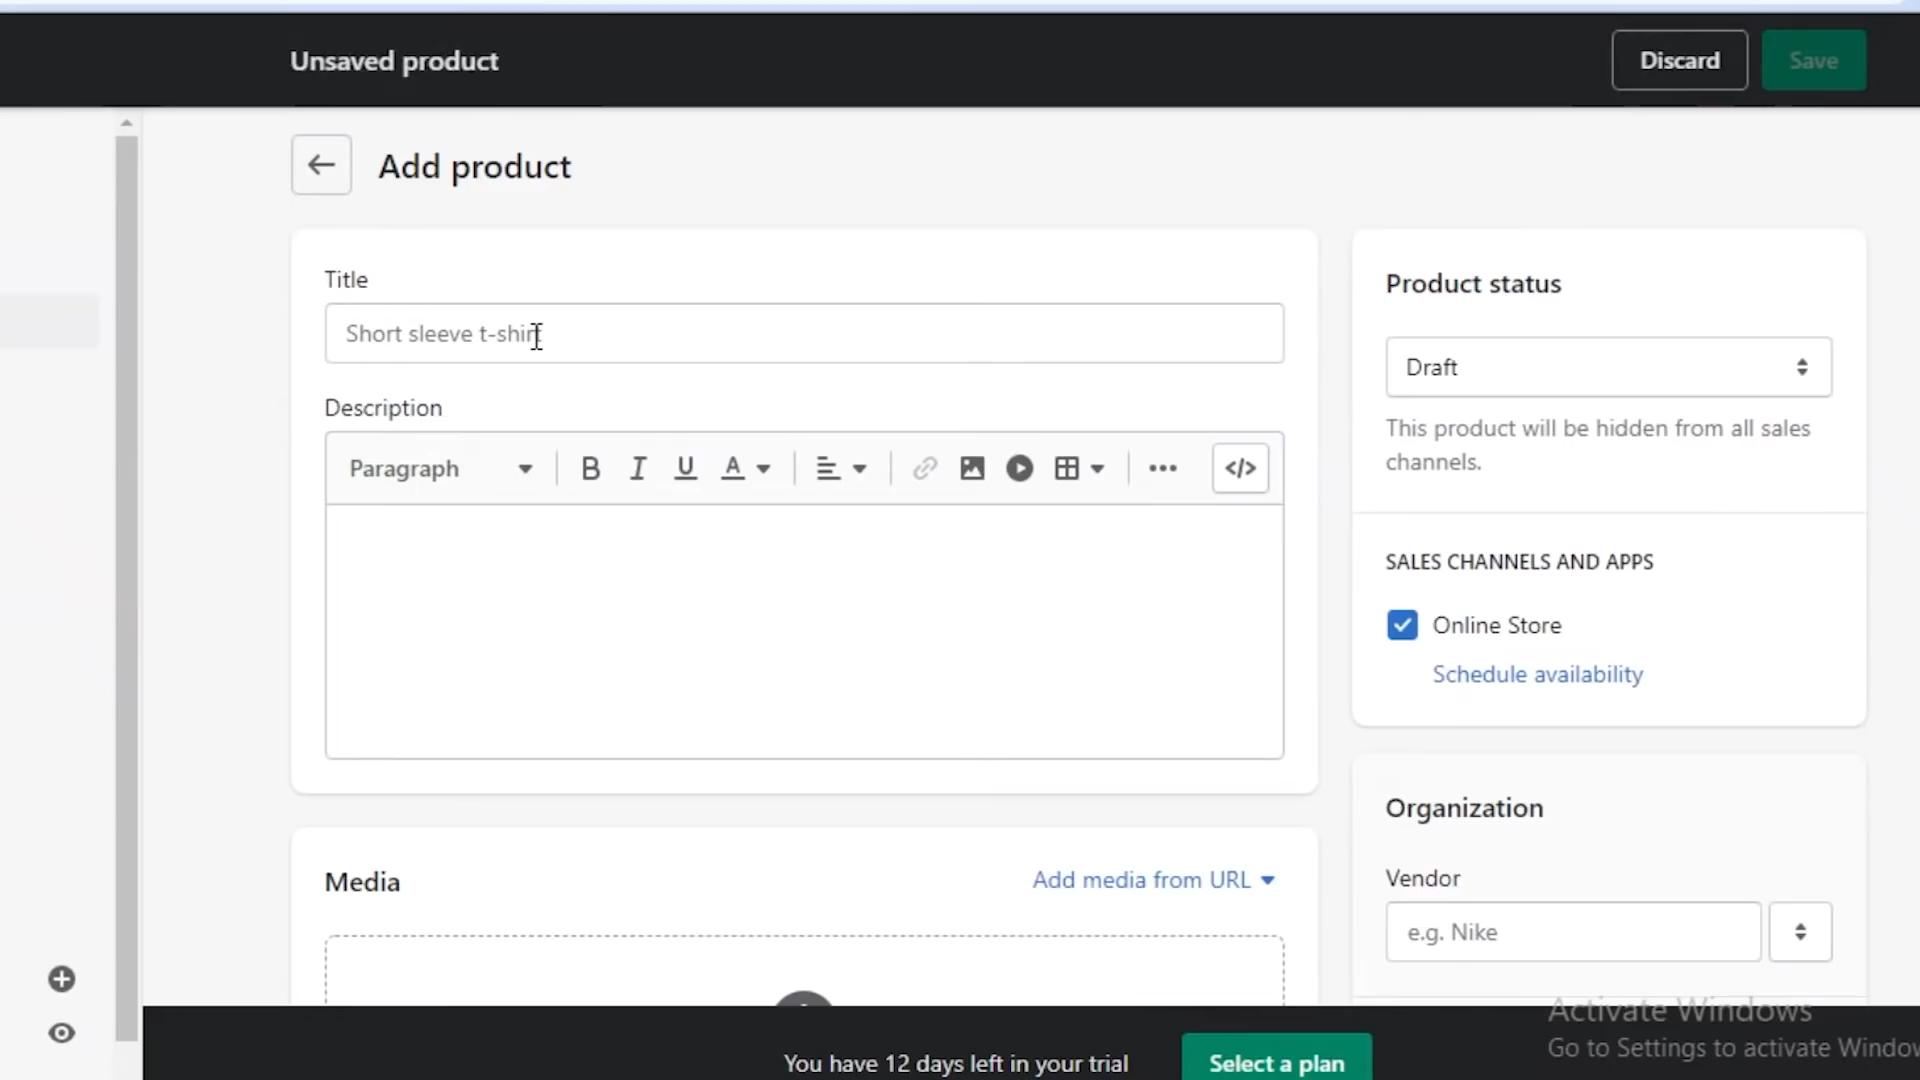 Unsaved product
Discard
Save
Add product
Title
Short sleeve t-shirt
Description
Paragraph
B I U A
</>
Media
Add media from URL
Product status
Draft
This product will be hidden from all sales
channels.
SALES CHANNELS AND APPS
Online Store
Schedule availability
Organization
Vendor
e.g. Nike
Activate Windows
Go to Settings to activate Window
You have 12 days left in your trial
Select a plan